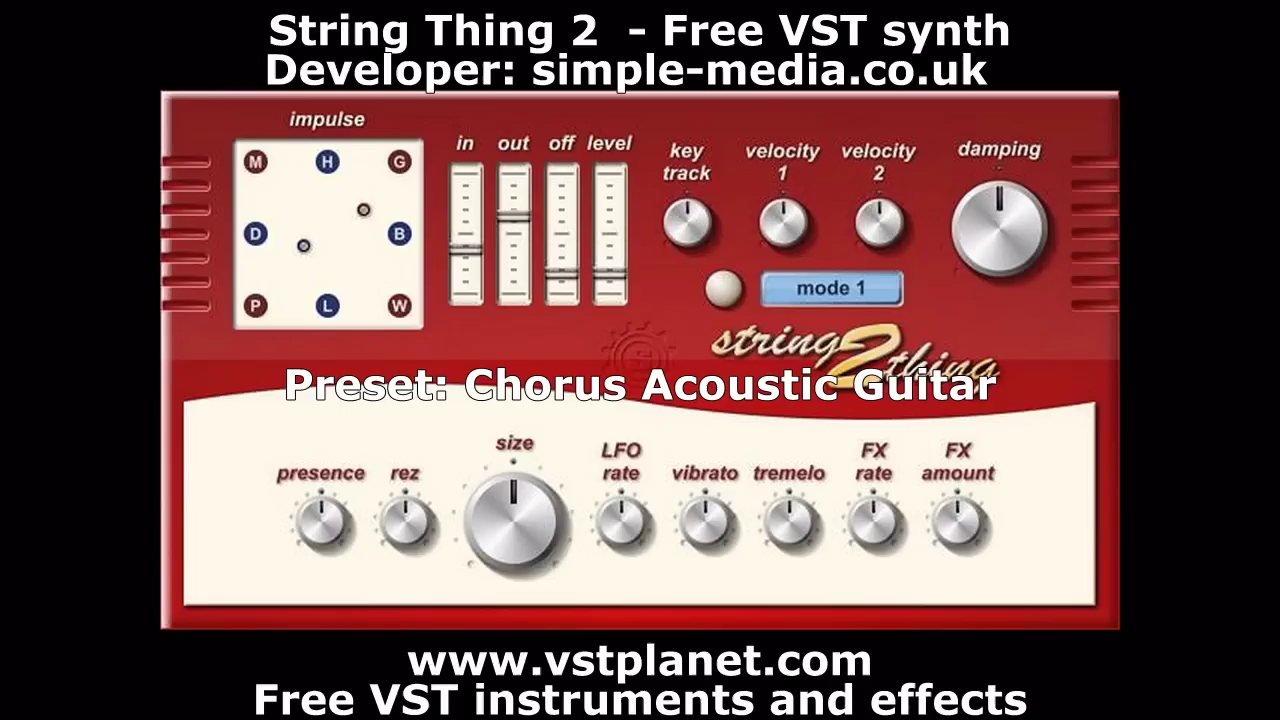 String Thing 2 - Free VST synth
Developer: simple-media.co.uk
impulse
M H G
D B
P L W
in out off level
key track
velocity 1
velocity 2
damping
mode 1
string 2 thing
Preset: Chorus Acoustic Guitar
presence
rez
size
LFO rate
vibrato
tremelo
FX rate
FX amount
www.vstplanet.com
Free VST instruments and effects